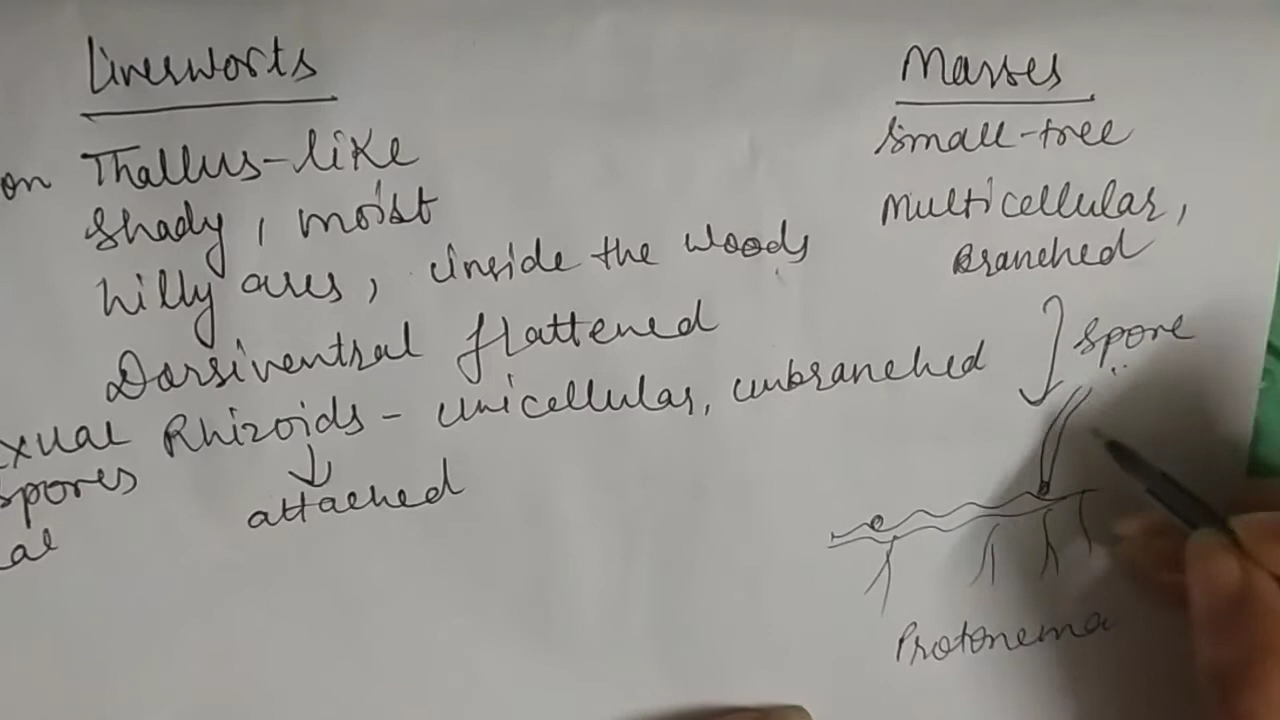 Liverworts
on Thallus-like
Shady, moist
hilly ares, inside the woods
Dorsiventral flattened
xual Rhizoids - unicellular, unbranched
spores
attached
al
Mosses
Small-tree
Multicellular,
Branched
Spore
Protonema